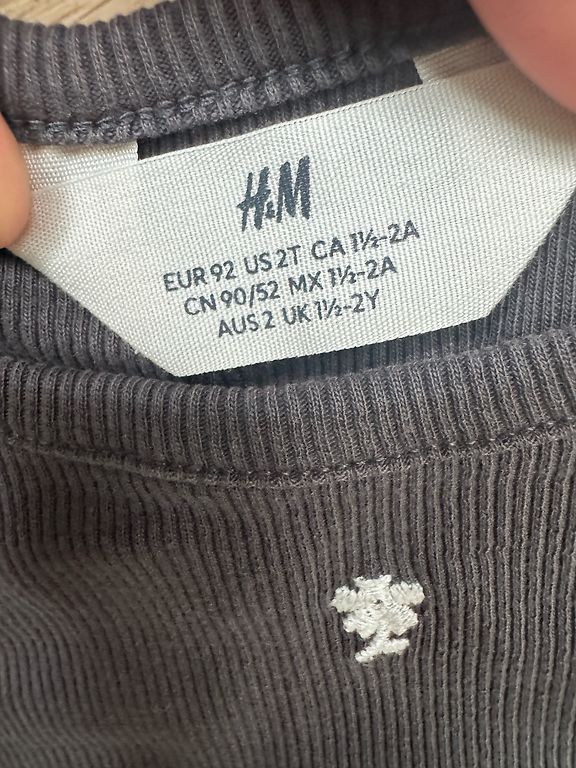 H&M
EUR 92 US 2T CA 1½-2A
CN 90/52 MX 1½-2A
AUS 2 UK 1½-2Y